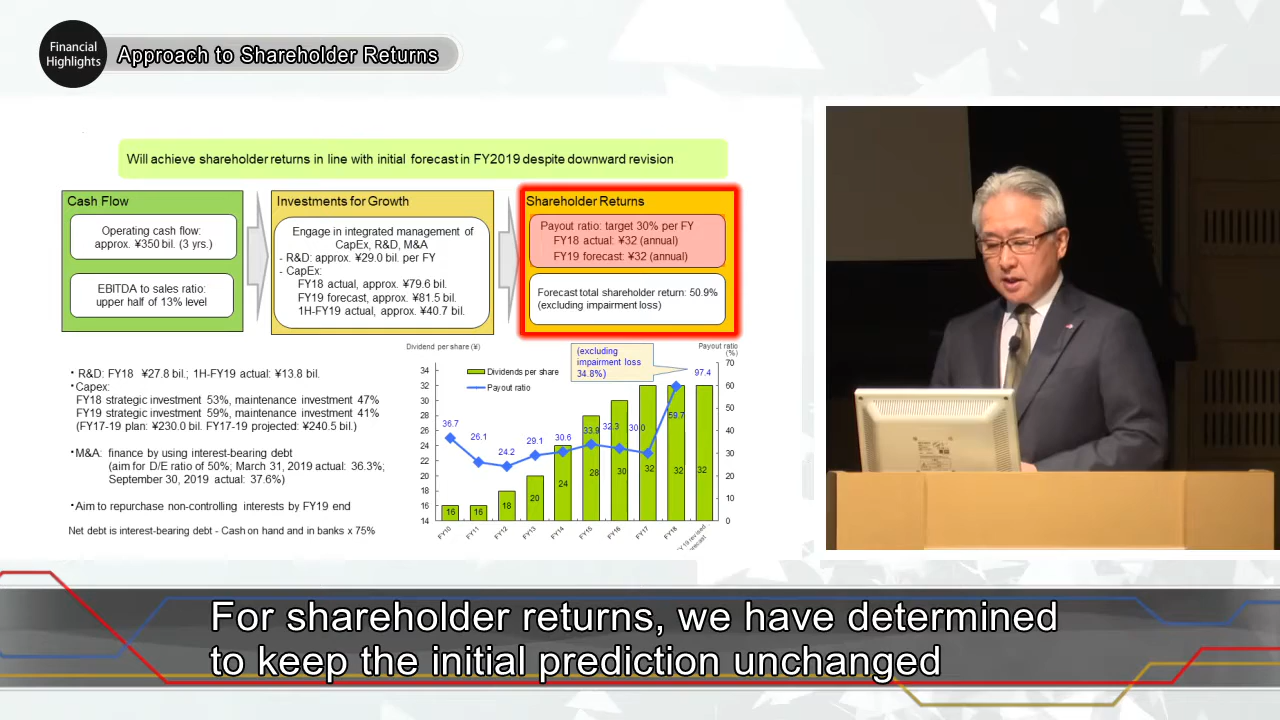 Financial
Highlights
Approach to Shareholder Returns
Will achieve shareholder returns in line with initial forecast in FY2019 despite downward revision
Cash Flow
Operating cash flow:
approx. ¥350 bil. (3 yrs.)
EBITDA to sales ratio:
upper half of 13% level
Investments for Growth
Engage in integrated management of
CapEx, R&D, M&A
- R&D: approx. ¥29.0 bil. per FY
- CapEx:
FY18 actual, approx. ¥79.6 bil.
FY19 forecast, approx. ¥81.5 bil.
1H-FY19 actual, approx. ¥40.7 bil.
Shareholder Returns
Payout ratio: target 30% per FY
FY18 actual: ¥32 (annual)
FY19 forecast: ¥32 (annual)
Forecast total shareholder return: 50.9%
(excluding impairment loss)
・R&D: FY18 ¥27.8 bil.; 1H-FY19 actual: ¥13.8 bil.
・Capex:
FY18 strategic investment 53%, maintenance investment 47%
FY19 strategic investment 59%, maintenance investment 41%
(FY17-19 plan: ¥230.0 bil. FY17-19 projected: ¥240.5 bil.)
・M&A: finance by using interest-bearing debt
(aim for D/E ratio of 50%; March 31, 2019 actual: 36.3%;
September 30, 2019 actual: 37.6%)
・Aim to repurchase non-controlling interests by FY19 end
Net debt is interest-bearing debt - Cash on hand and in banks x 75%
Dividend per share (¥)
Payout ratio
(%)
(excluding
impairment loss
34.8%)
Dividends per share
Payout ratio
34
32
30
28
26
24
22
20
18
16
14
70
60
50
40
30
20
10
0
36.7
26.1
24.2
29.1
30.6
33.9
32.3
30.0
59.7
97.4
16
16
18
20
24
28
30
32
32
32
FY10
FY11
FY12
FY13
FY14
FY15
FY16
FY17
FY18
revised
For shareholder returns, we have determined
to keep the initial prediction unchanged